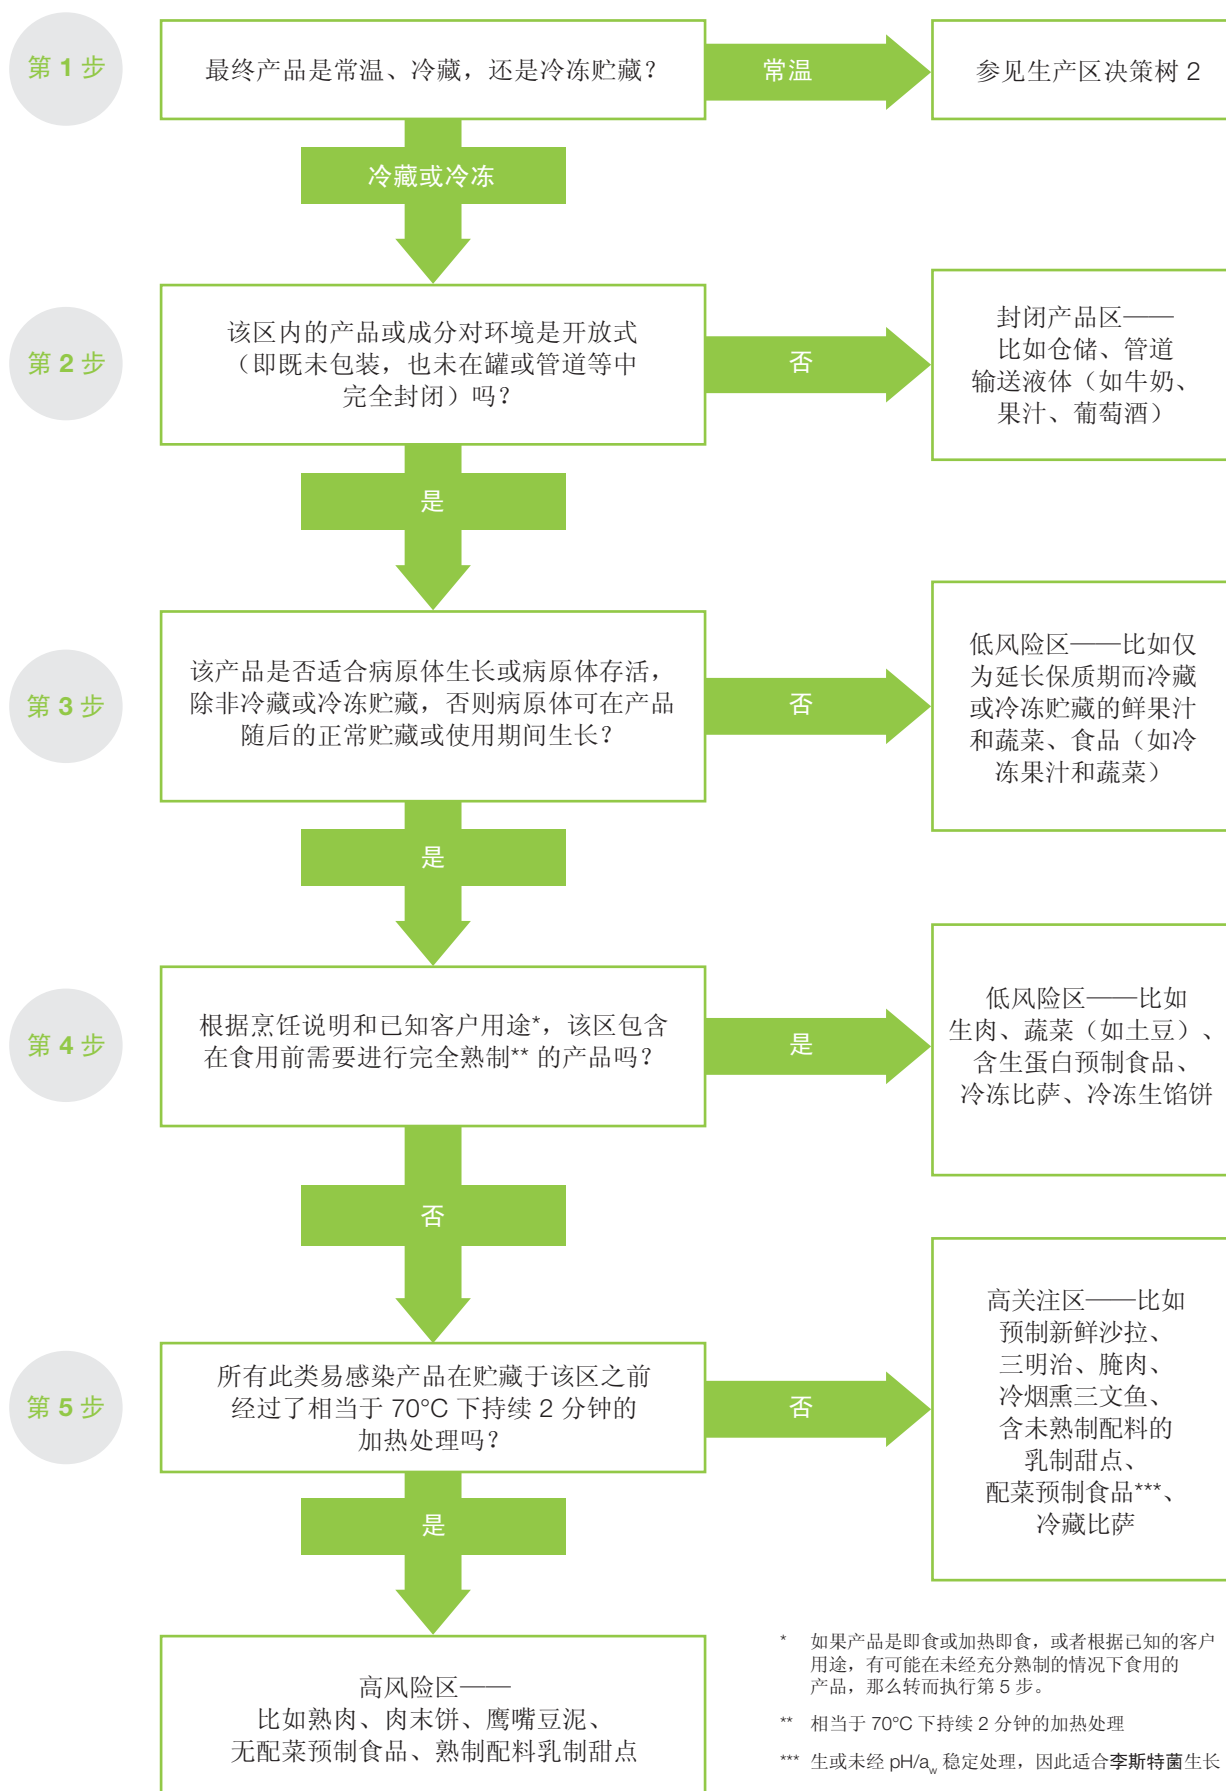 第 1 步
最终产品是常温、冷藏，还是冷冻贮藏？
常温
参见生产区决策树 2
冷藏或冷冻
第 2 步
该区内的产品或成分对环境是开放式
（即既未包装，也未在罐或管道等中
完全封闭）吗？
否
封闭产品区——
比如仓储、管道
输送液体（如牛奶、
果汁、葡萄酒）
是
第 3 步
该产品是否适合病原体生长或病原体存活，
除非冷藏或冷冻贮藏，否则病原体可在产品
随后的正常贮藏或使用期间生长？
否
低风险区——比如仅
为延长保质期而冷藏
或冷冻贮藏的鲜果汁
和蔬菜、食品（如冷
冻果汁和蔬菜）
是
第 4 步
根据烹饪说明和已知客户用途*，该区包含
在食用前需要进行完全熟制** 的产品吗？
是
低风险区——比如
生肉、蔬菜（如土豆）、
含生蛋白预制食品、
冷冻比萨、冷冻生馅饼
否
第 5 步
所有此类易感染产品在贮藏于该区之前
经过了相当于 70°C 下持续 2 分钟的
加热处理吗？
否
高关注区——比如
预制新鲜沙拉、
三明治、腌肉、
冷烟熏三文鱼、
含未熟制配料的
乳制甜点、
配菜预制食品***、
冷藏比萨
是
高风险区——
比如熟肉、肉末饼、鹰嘴豆泥、
无配菜预制食品、熟制配料乳制甜点
* 如果产品是即食或加热即食，或者根据已知的客户
用途，有可能在未经充分熟制的情况下食用的
产品，那么转而执行第 5 步。
** 相当于 70°C 下持续 2 分钟的加热处理
*** 生或未经 pH/aw 稳定处理，因此适合李斯特菌生长